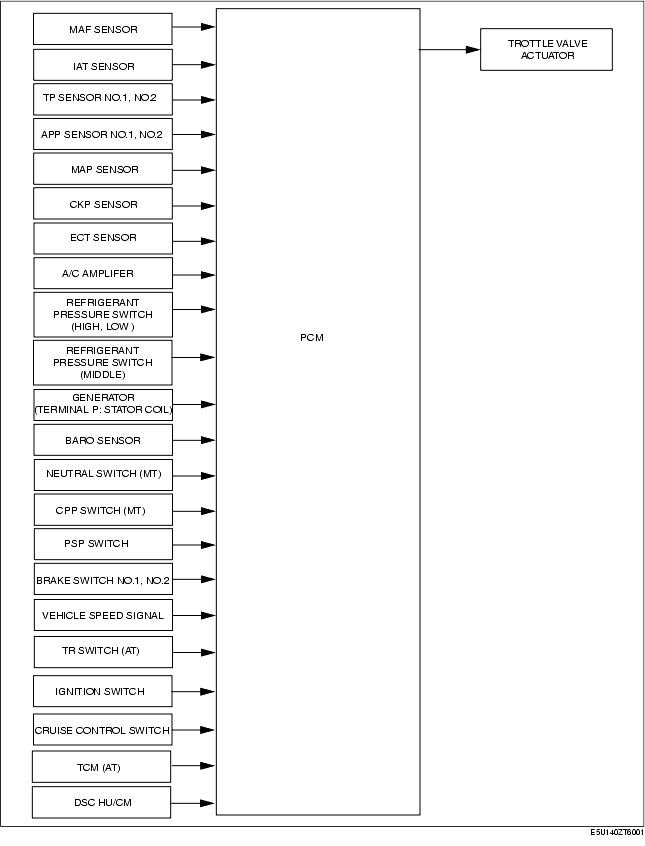 MAF SENSOR
IAT SENSOR
TP SENSOR NO.1, NO.2
APP SENSOR NO.1, NO.2
MAP SENSOR
CKP SENSOR
ECT SENSOR
A/C AMPLIFER
REFRIGERANT
PRESSURE SWITCH
(HIGH, LOW )
REFRIGERANT
PRESSURE SWITCH
(MIDDLE)
GENERATOR
(TERMINAL P: STATOR COIL)
BARO SENSOR
NEUTRAL SWITCH (MT)
CPP SWITCH (MT)
PSP SWITCH
BRAKE SWITCH NO.1, NO.2
VEHICLE SPEED SIGNAL
TR SWITCH (AT)
IGNITION SWITCH
CRUISE CONTROL SWITCH
TCM (AT)
DSC HU/CM
PCM
TROTTLE VALVE
ACTUATOR
E5U140ZT6001